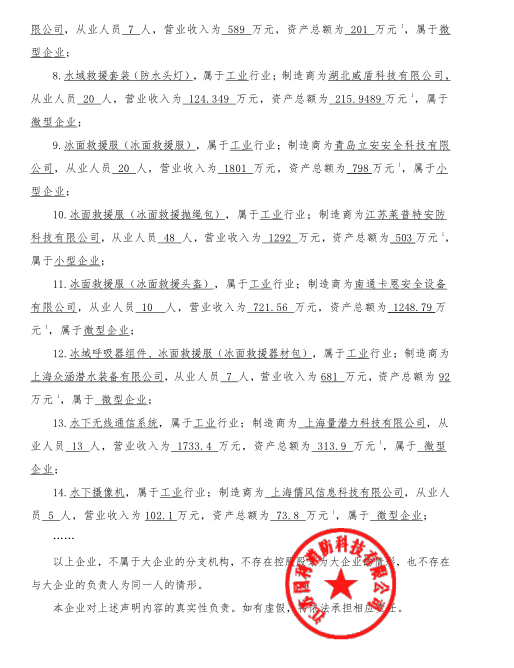 限公司，从业人员 7 人，营业收入为 589 万元，资产总额为 201 万元¹，属于微
型企业；
8.水域救援套装（防水头灯），属于工业行业；制造商为湖北威盾科技有限公司，
从业人员 20 人，营业收入为 124.349 万元，资产总额为 215.9489 万元¹，属于
微型企业；
9.冰面救援服（冰面救援服），属于工业行业；制造商为青岛立安安全科技有限
公司，从业人员 20 人，营业收入为 1801 万元，资产总额为 798 万元¹，属于小
型企业；
10.冰面救援服（冰面救援抛绳包），属于工业行业；制造商为江苏莱普特安防
科技有限公司，从业人员 48 人，营业收入为 1292 万元，资产总额为 503 万元¹，
属于小型企业；
11.冰面救援服（冰面救援头盔），属于工业行业；制造商为南通卡恩安全设备
有限公司，从业人员 10 人，营业收入为 721.56 万元，资产总额为 1248.79 万
元¹，属于微型企业；
12.水域呼吸器组件、冰面救援服（冰面救援器材包），属于工业行业；制造商为
上海众涵潜水装备有限公司，从业人员 7 人，营业收入为 681 万元，资产总额为 92
万元¹，属于 微型企业；
13.水下无线通信系统，属于工业行业；制造商为 上海量潜力科技有限公司，从
业人员 13 人，营业收入为 1733.4 万元，资产总额为 313.9 万元¹，属于 微型
企业；
14.水下摄像机，属于工业行业；制造商为 上海儒风信息科技有限公司，从业人
员 5 人，营业收入为 102.1 万元，资产总额为 73.8 万元¹，属于 微型企业；
……
以上企业，不属于大企业的分支机构，不存在控股股东为大企业的情形，也不存在
与大企业的负责人为同一人的情形。
本企业对上述声明内容的真实性负责。如有虚假，将依法承担相应责任。
江苏国利消防科技有限公司